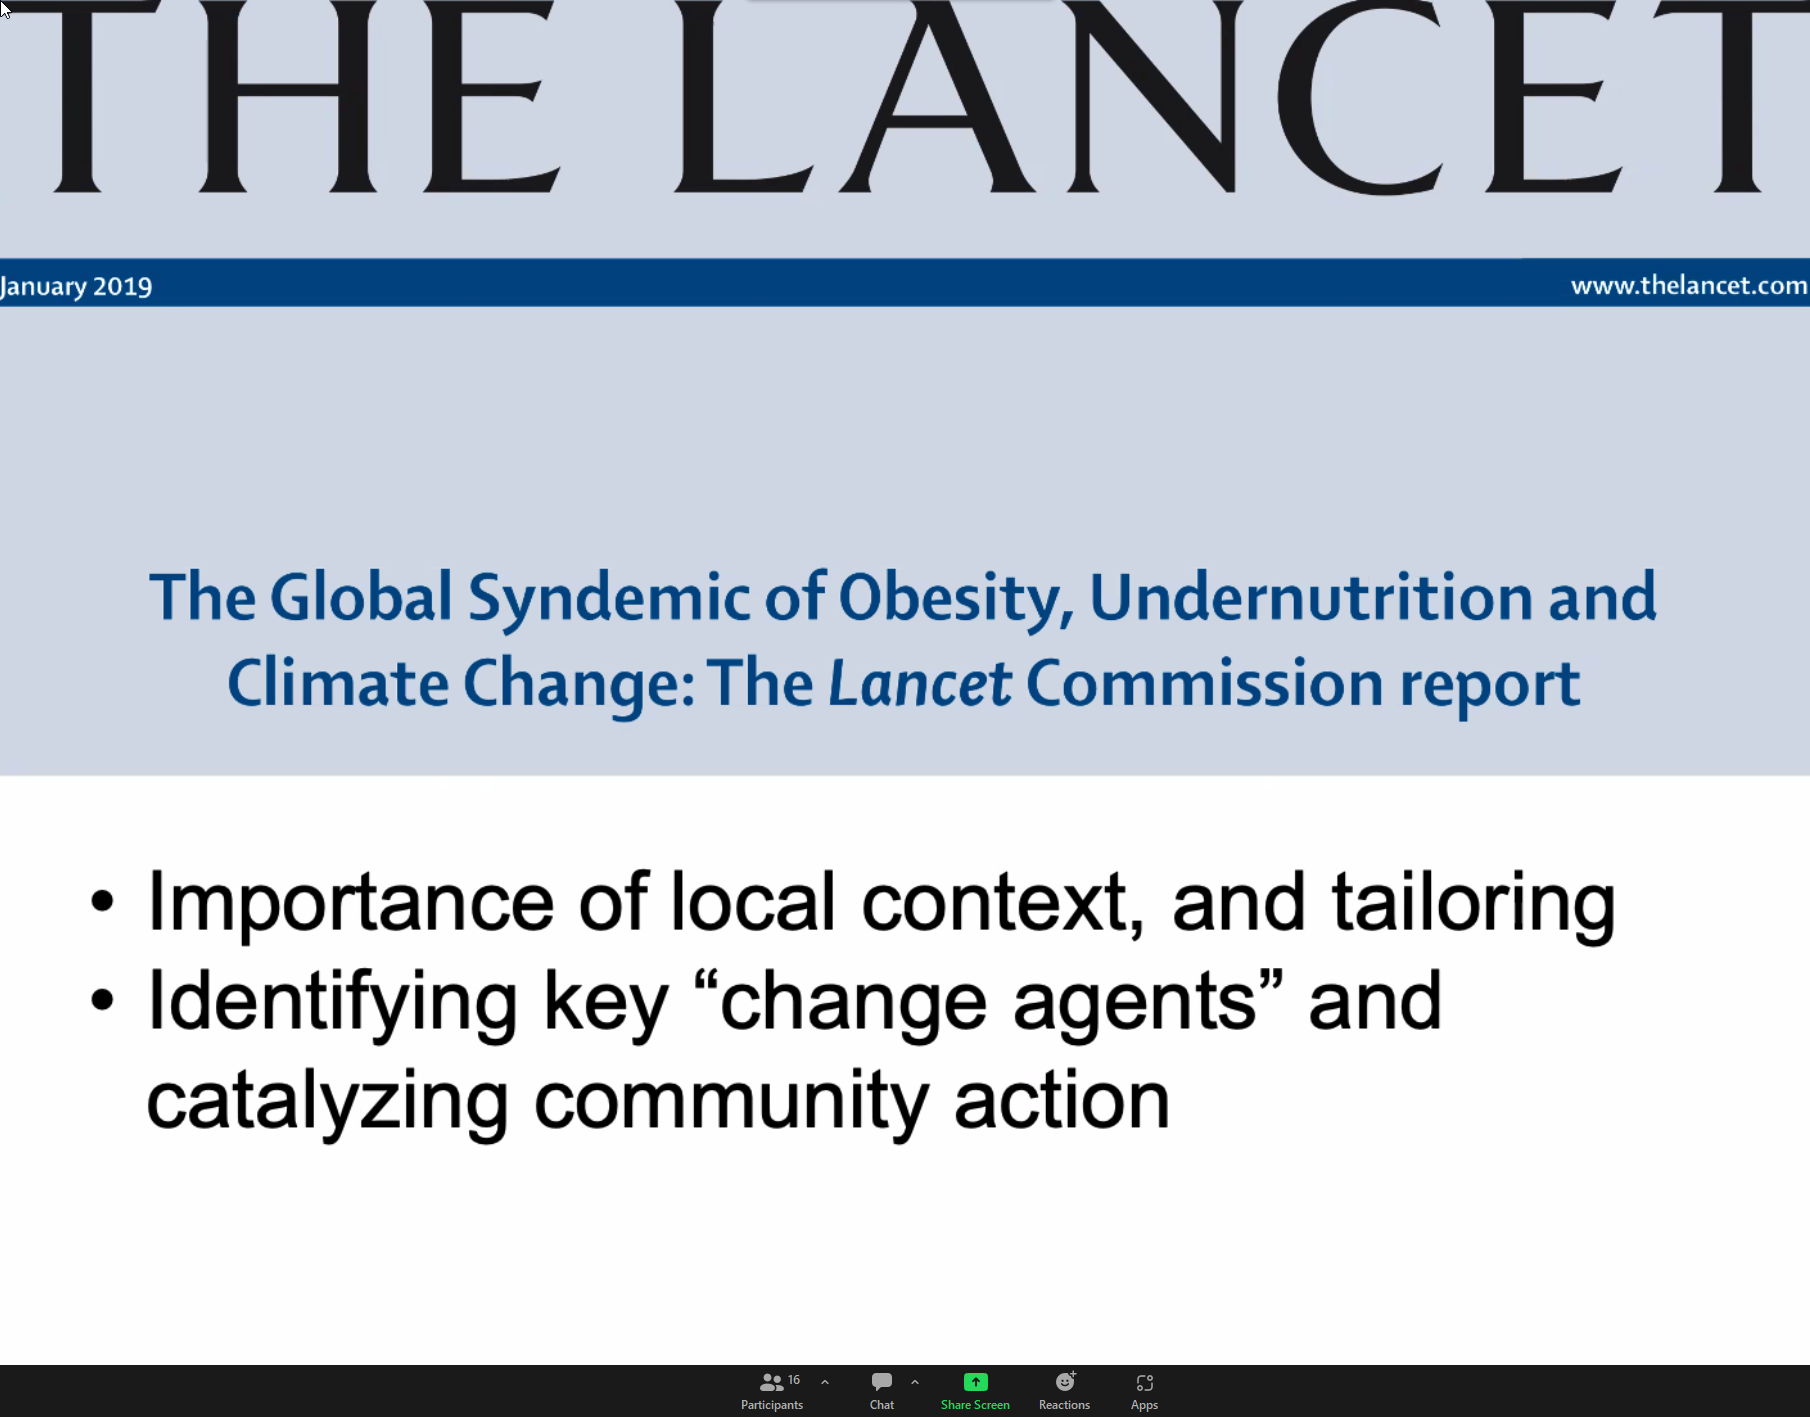 THE LANCET
January 2019
www.thelancet.com
The Global Syndemic of Obesity, Undernutrition and
Climate Change: The Lancet Commission report
• Importance of local context, and tailoring
• Identifying key “change agents” and
catalyzing community action
16
Participants
Chat
Share Screen
Reactions
Apps